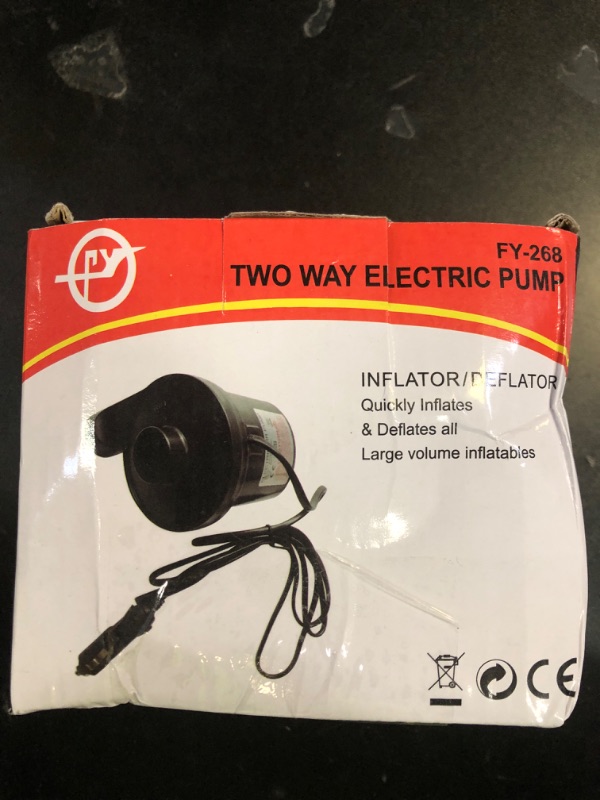 FY
FY-268
TWO WAY ELECTRIC PUMP
INFLATOR/DEFLATOR
Quickly Inflates
& Deflates all
Large volume inflatables
CE